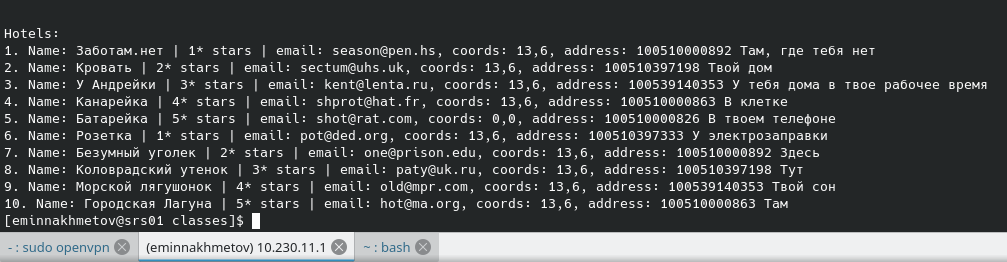 Hotels:
1. Name: Заботам.нет | 1* stars | email: season@pen.hs, coords: 13,6, address: 100510000892 Там, где тебя нет
2. Name: Кровать | 2* stars | email: sectum@uhs.uk, coords: 13,6, address: 100510397198 Твой дом
3. Name: У Андрейки | 3* stars | email: kent@lenta.ru, coords: 13,6, address: 100539140353 У тебя дома в твое рабочее время
4. Name: Канарейка | 4* stars | email: shprot@hat.fr, coords: 13,6, address: 100510000863 В клетке
5. Name: Батарейка | 5* stars | email: shot@rat.com, coords: 0,0, address: 100510000826 В твоем телефоне
6. Name: Розетка | 1* stars | email: pot@ded.org, coords: 13,6, address: 100510397333 У электрозаправки
7. Name: Безумный уголек | 2* stars | email: one@prison.edu, coords: 13,6, address: 100510000892 Здесь
8. Name: Коловрадский утенок | 3* stars | email: paty@uk.ru, coords: 13,6, address: 100510397198 Тут
9. Name: Морской лягушонок | 4* stars | email: old@mpr.com, coords: 13,6, address: 100539140353 Твой сон
10. Name: Городская Лагуна | 5* stars | email: hot@ma.org, coords: 13,6, address: 100510000863 Там
[eminnakhmetov@srs01 classes]$
- : sudo openvpn (eminnakhmetov) 10.230.11.1 ~ : bash